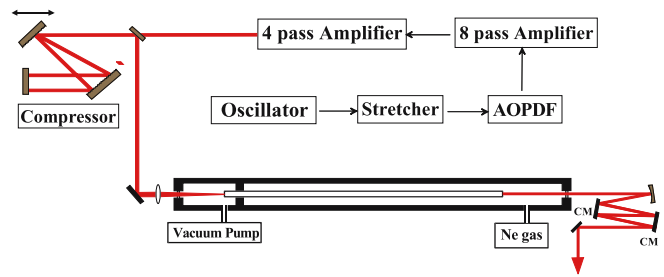 4 pass Amplifier
8 pass Amplifier
Compressor
Oscillator
Stretcher
AOPDF
Vacuum Pump
Ne gas
CM
CM